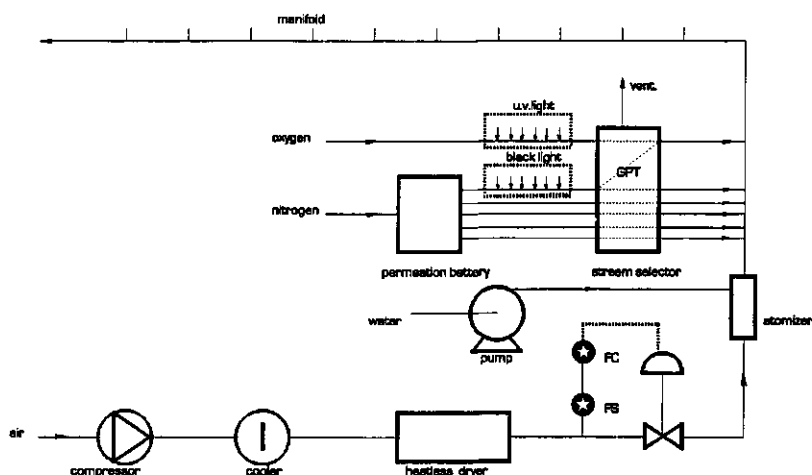 manifold
vent.
u.v.light
oxygen
black light
GPT
nitrogen
permeation battery
stream selector
water
atomizer
pump
FC
FS
air
compressor
cooler
heatless dryer